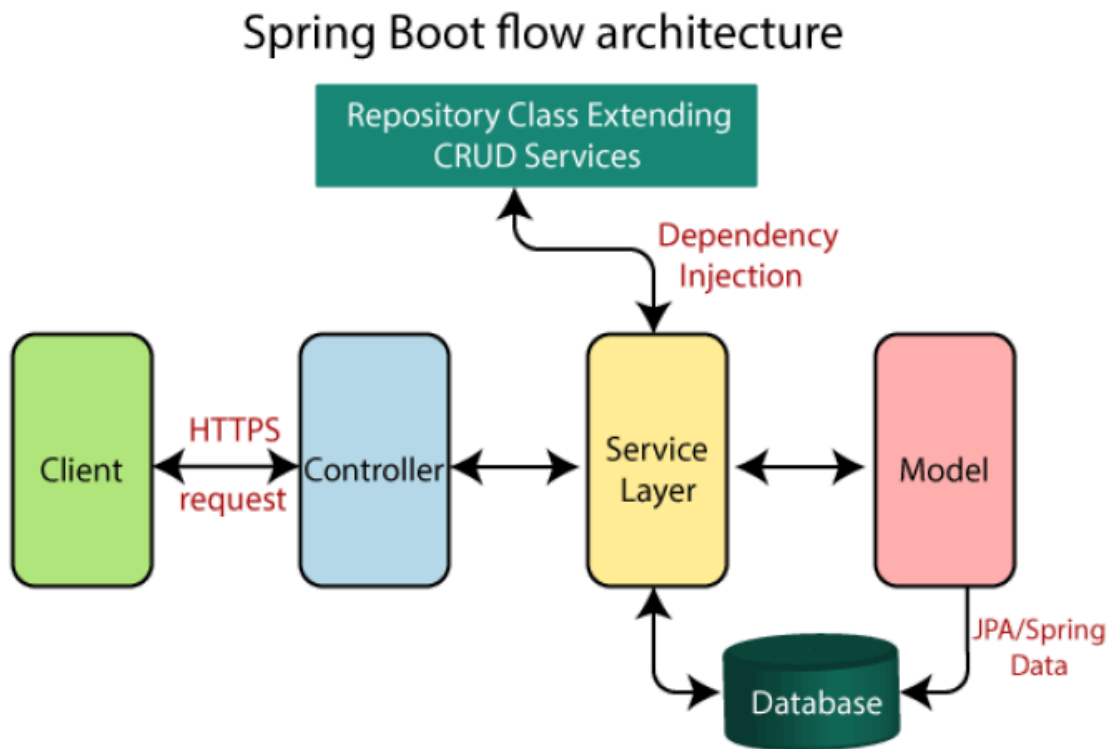 Spring Boot flow architecture
Repository Class Extending
CRUD Services
Dependency
Injection
HTTPS
request
Client
Controller
Service
Layer
Model
JPA/Spring
Data
Database